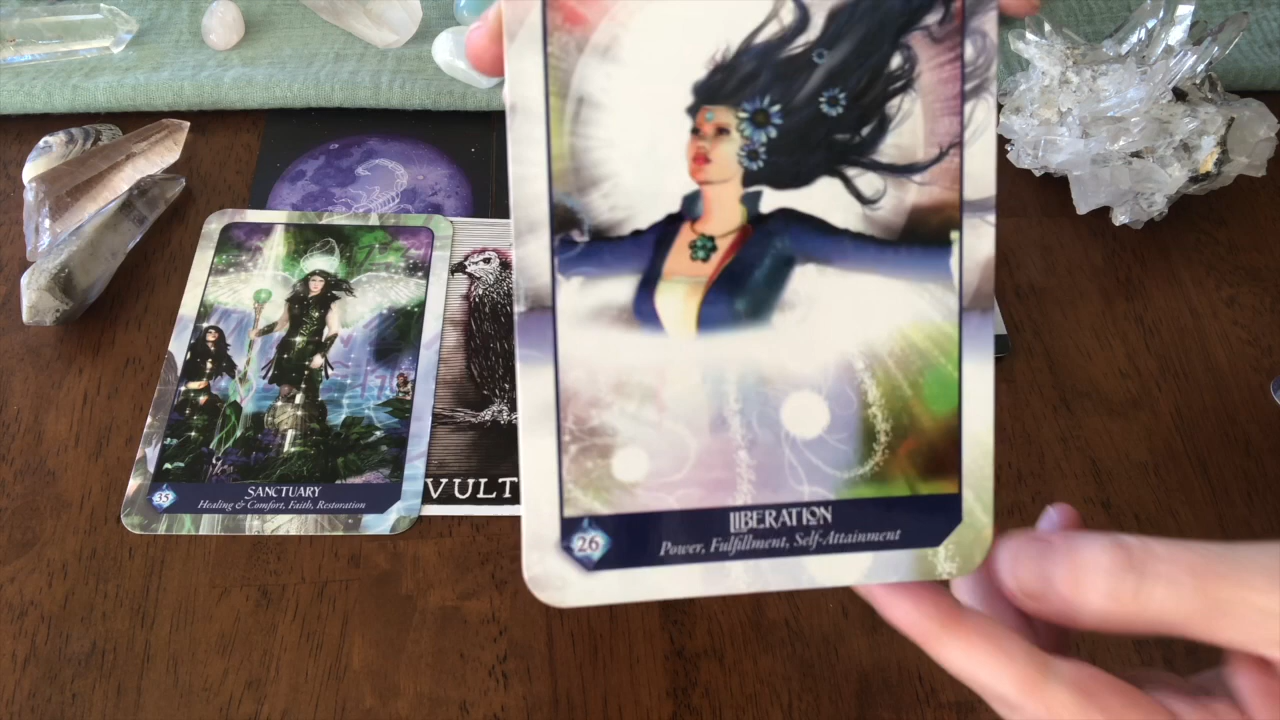 35
SANCTUARY
Healing & Comfort, Faith, Restoration
VULT
26
LIBERATION
Power, Fulfillment, Self-Attainment